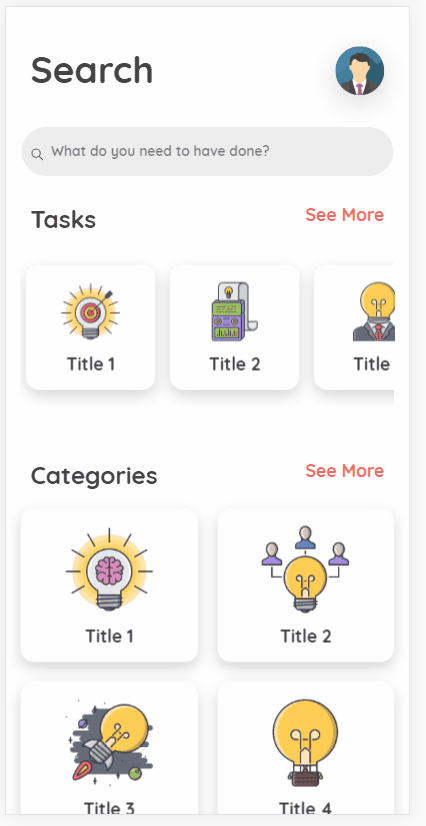 Search
What do you need to have done?
Tasks
See More
Title 1
Title 2
Title
Categories
See More
Title 1
Title 2
Title 3
Title 4